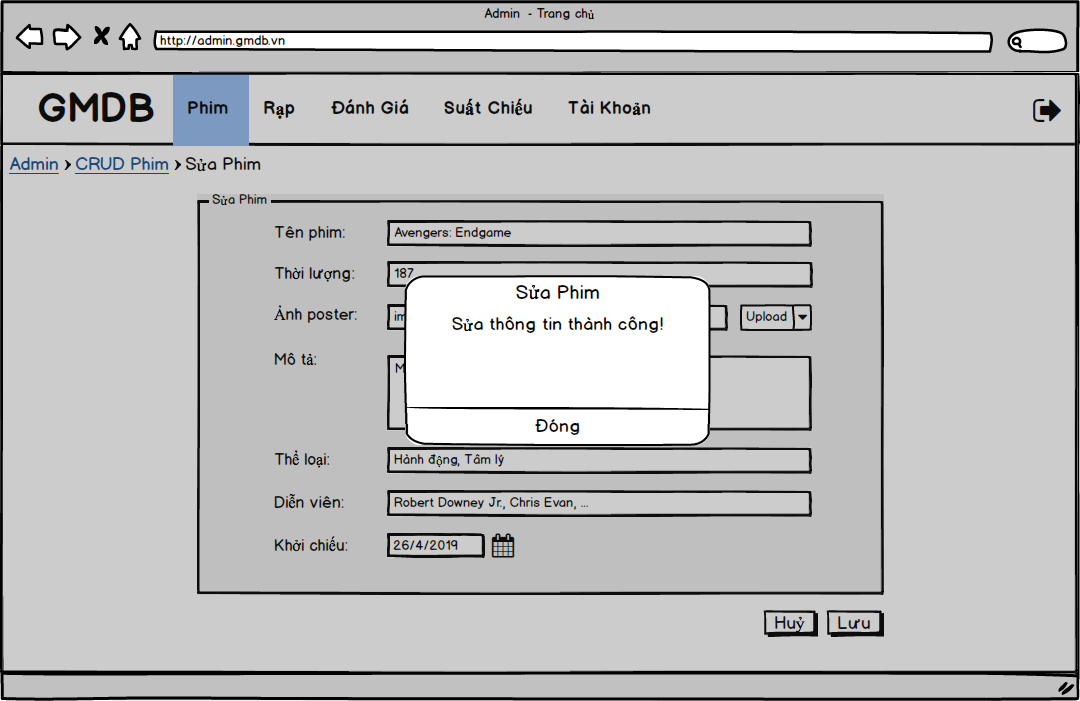 Admin - Trang chủ
http://admin.gmdb.vn
GMDB Phim Rạp Đánh Giá Suất Chiếu Tài Khoản
Admin › CRUD Phim › Sửa Phim
Sửa Phim
Tên phim: Avengers: Endgame
Thời lượng: 187
Sửa Phim
Ảnh poster: im Upload
Sửa thông tin thành công!
Mô tả: M
Đóng
Thể loại: Hành động, Tâm lý
Diễn viên: Robert Downey Jr., Chris Evan, ...
Khởi chiếu: 26/4/2019
Huỷ Lưu